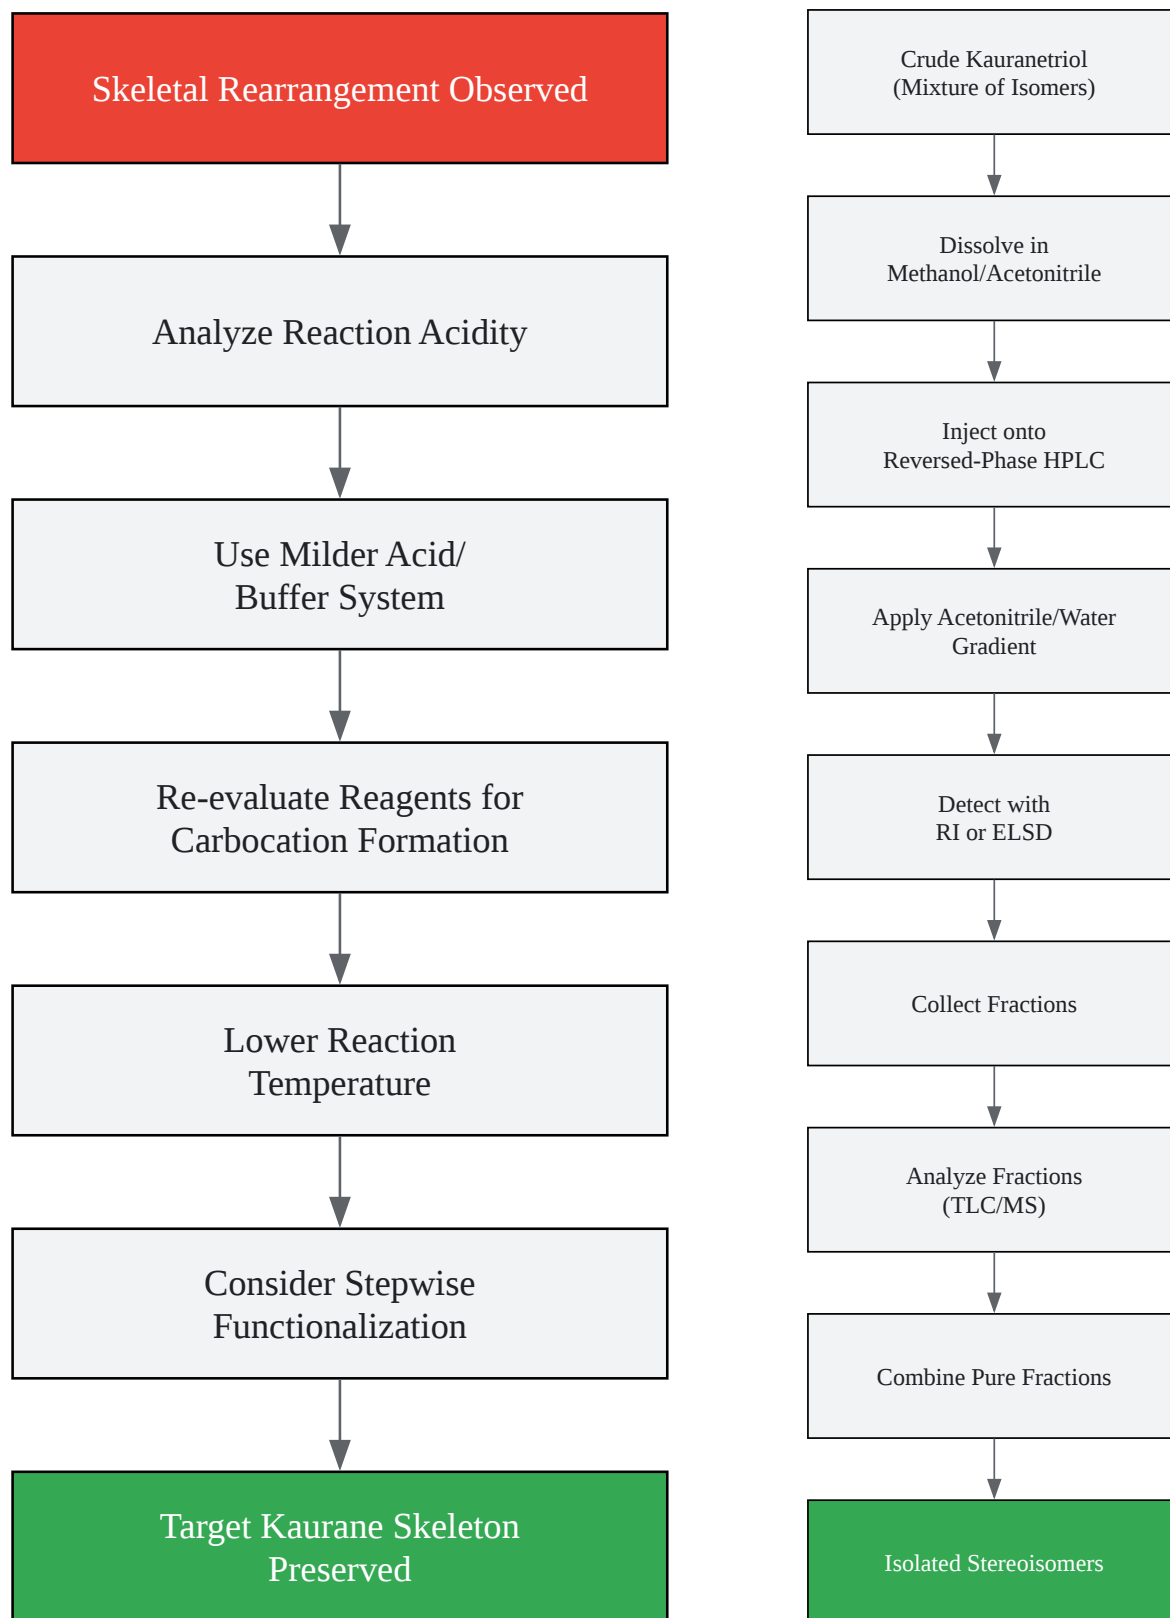 Skeletal Rearrangement Observed
Analyze Reaction Acidity
Use Milder Acid/
Buffer System
Re-evaluate Reagents for
Carbocation Formation
Lower Reaction
Temperature
Consider Stepwise
Functionalization
Target Kaurane Skeleton
Preserved
Crude Kauranetriol
(Mixture of Isomers)
Dissolve in
Methanol/Acetonitrile
Inject onto
Reversed-Phase HPLC
Apply Acetonitrile/Water
Gradient
Detect with
RI or ELSD
Collect Fractions
Analyze Fractions
(TLC/MS)
Combine Pure Fractions
Isolated Stereoisomers